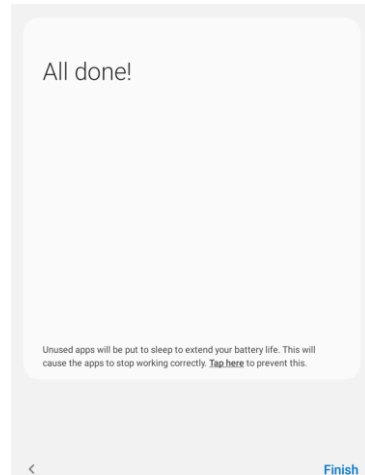 All done!
Unused apps will be put to sleep to extend your battery life. This will
cause the apps to stop working correctly. Tap here to prevent this.
Finish